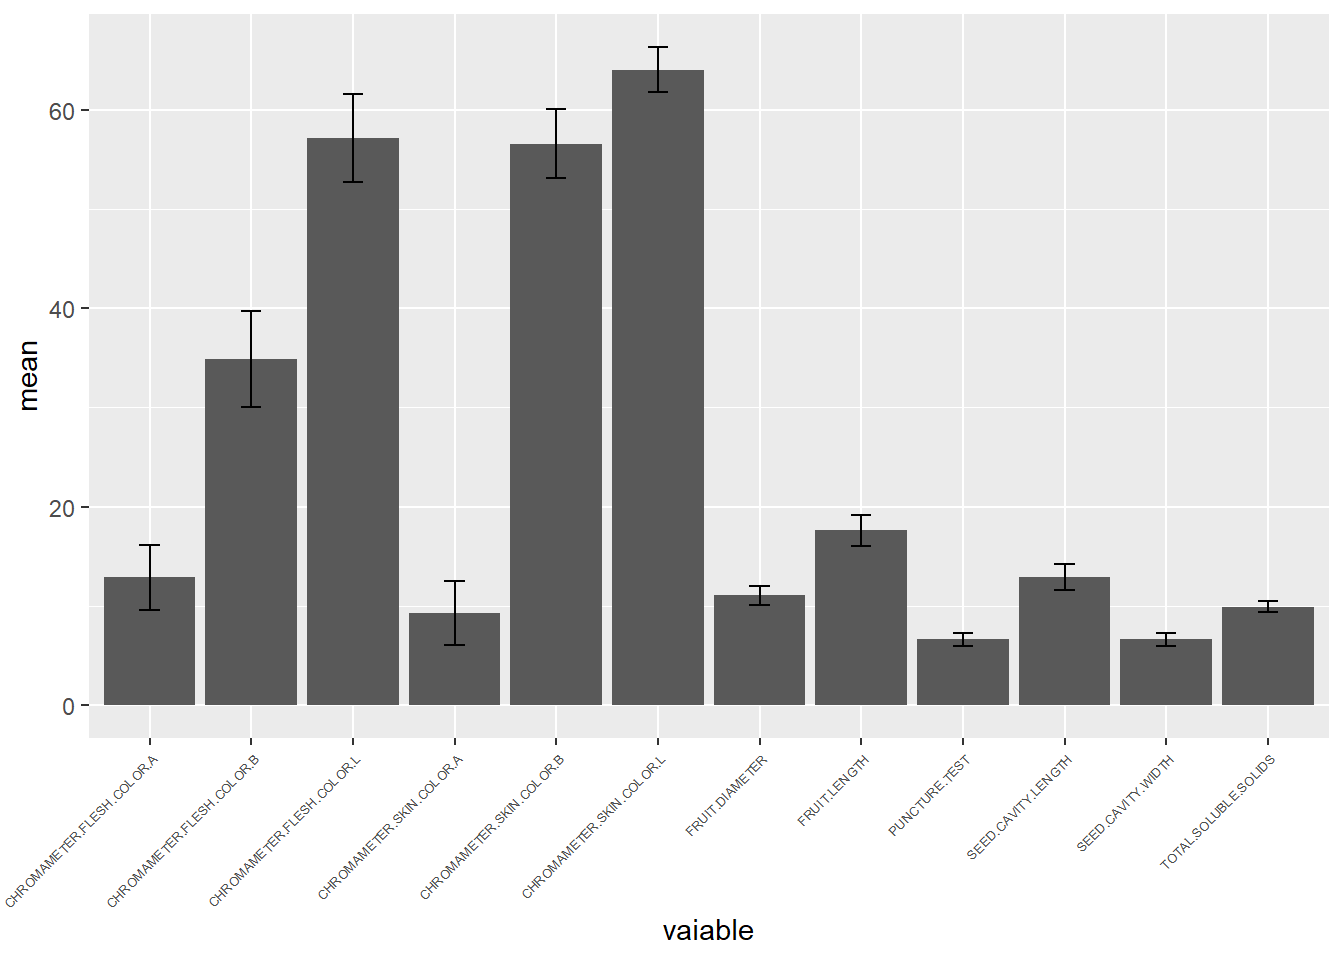 mean
60
40
20
0
CHROMAMETER.FLESH.COLOR.A
CHROMAMETER.FLESH.COLOR.B
CHROMAMETER.FLESH.COLOR.L
CHROMAMETER.SKIN.COLOR.A
CHROMAMETER.SKIN.COLOR.B
CHROMAMETER.SKIN.COLOR.L
FRUIT.DIAMETER
FRUIT.LENGTH
PUNCTURE.TEST
SEED.CAVITY.LENGTH
SEED.CAVITY.WIDTH
TOTAL.SOLUBLE.SOLIDS
vaiable